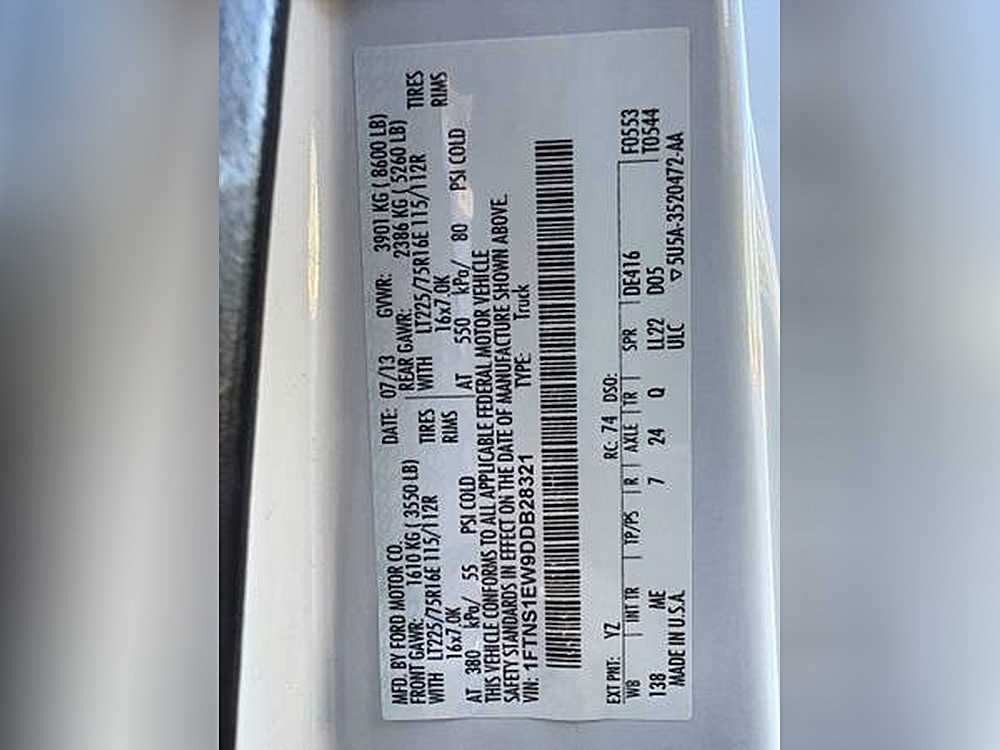 MFD. BY FORD MOTOR CO.
DATE: 07/13 GVWR: 3901 KG ( 8600 LB)
FRONT GAWR: 1610 KG ( 3550 LB) REAR GAWR: 2386 KG ( 5260 LB)
WITH LT225/75R16E 115/112R TIRES WITH LT225/75R16E 115/112R TIRES
16x7.0K RIMS 16x7.0K RIMS
AT 380 kPa/ 55 PSI COLD AT 550 kPa/ 80 PSI COLD
THIS VEHICLE CONFORMS TO ALL APPLICABLE FEDERAL MOTOR VEHICLE
SAFETY STANDARDS IN EFFECT ON THE DATE OF MANUFACTURE SHOWN ABOVE.
VIN: 1FTNS1EW9DDB28321 TYPE: Truck
EXT PNT: YZ RC: 74 DSO:
WB INT TR TP/PS R AXLE TR SPR F0553
138 ME 7 24 Q LL22 DE416 T0544
ULC D05
MADE IN U.S.A. ▽5U5A-3520472-AA